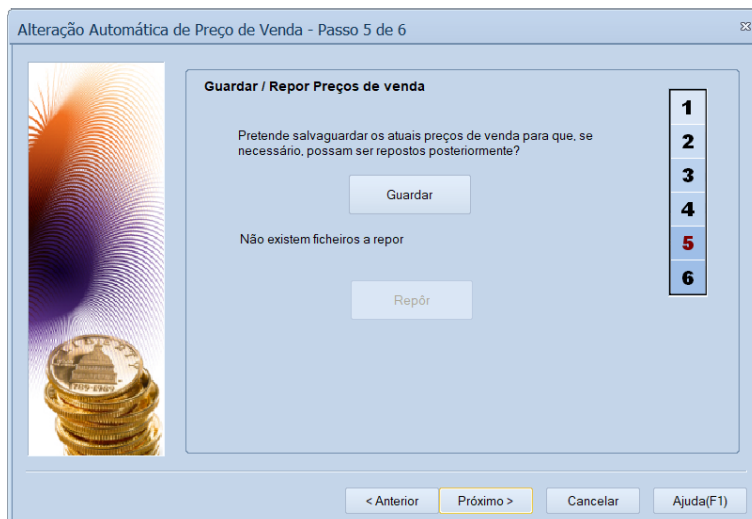 Alteração Automática de Preço de Venda - Passo 5 de 6
Guardar / Repor Preços de venda
Pretende salvaguardar os atuais preços de venda para que, se
necessário, possam ser repostos posteriormente?
Guardar
Não existem ficheiros a repor
Repôr
1
2
3
4
5
6
< Anterior
Próximo >
Cancelar
Ajuda(F1)